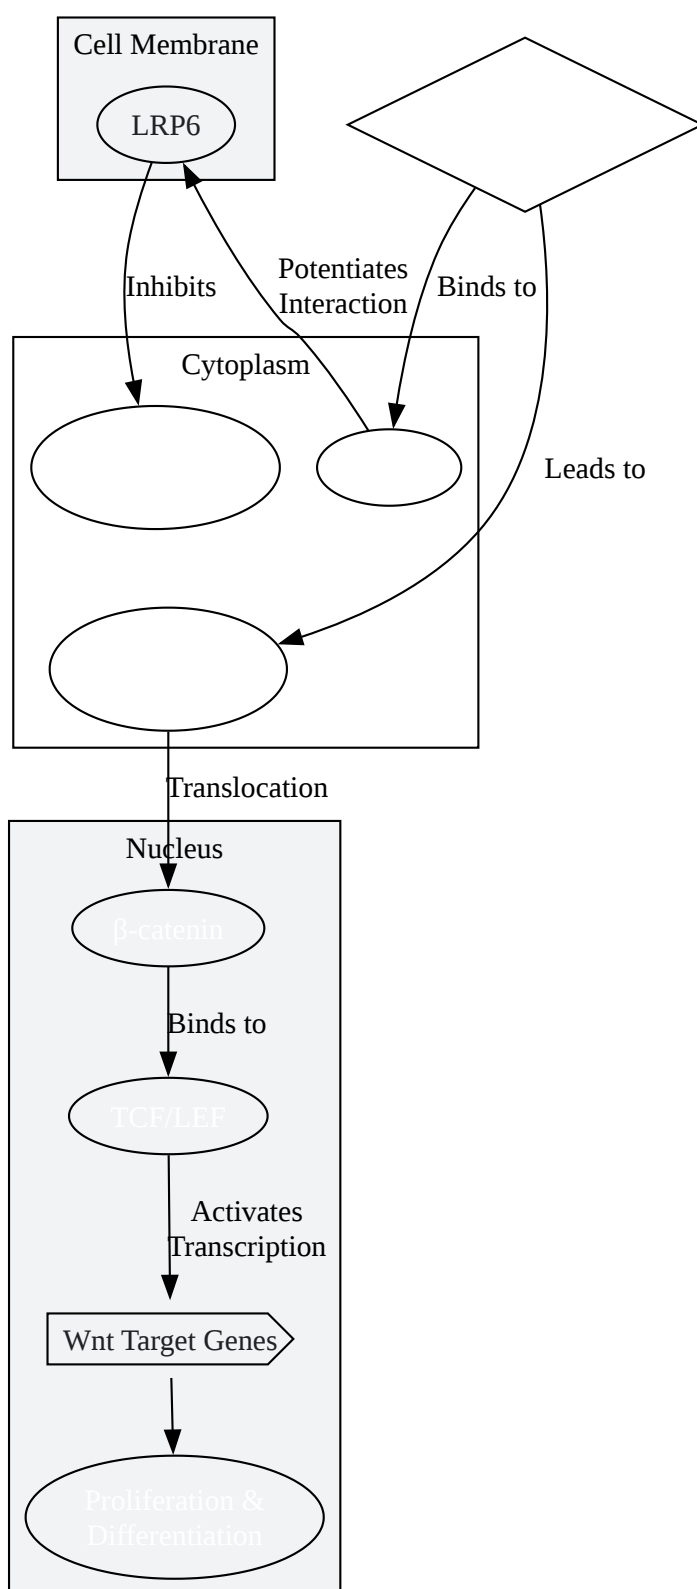 Cell Membrane
LRP6
Inhibits
Potentiates
Interaction
Binds to
Cytoplasm
Leads to
Translocation
Nucleus
β-catenin
Binds to
TCF/LEF
Activates
Transcription
Wnt Target Genes
Proliferation &
Differentiation